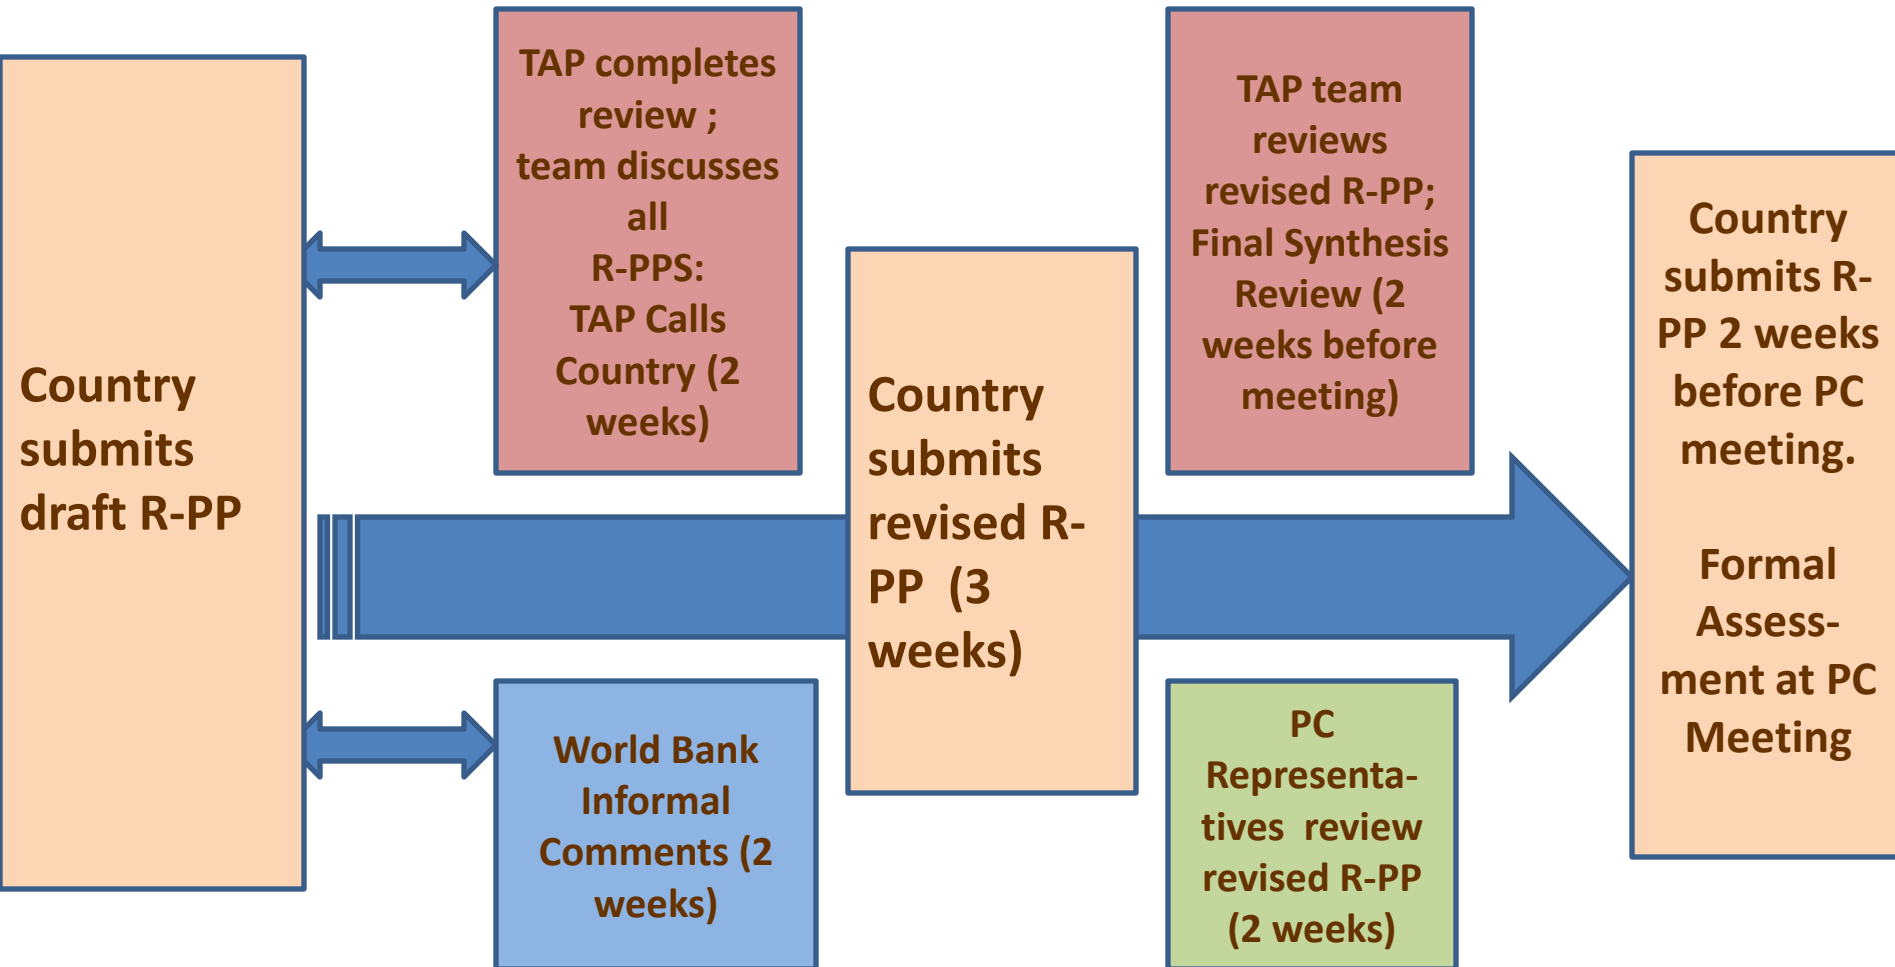 Country
submits
draft R-PP
TAP completes
review ;
team discusses
all
R-PPS:
TAP Calls
Country (2
weeks)
World Bank
Informal
Comments (2
weeks)
Country
submits
revised R-
PP (3
weeks)
TAP team
reviews
revised R-PP;
Final Synthesis
Review (2
weeks before
meeting)
PC
Representa-
tives review
revised R-PP
(2 weeks)
Country
submits R-
PP 2 weeks
before PC
meeting.
Formal
Assess-
ment at PC
Meeting